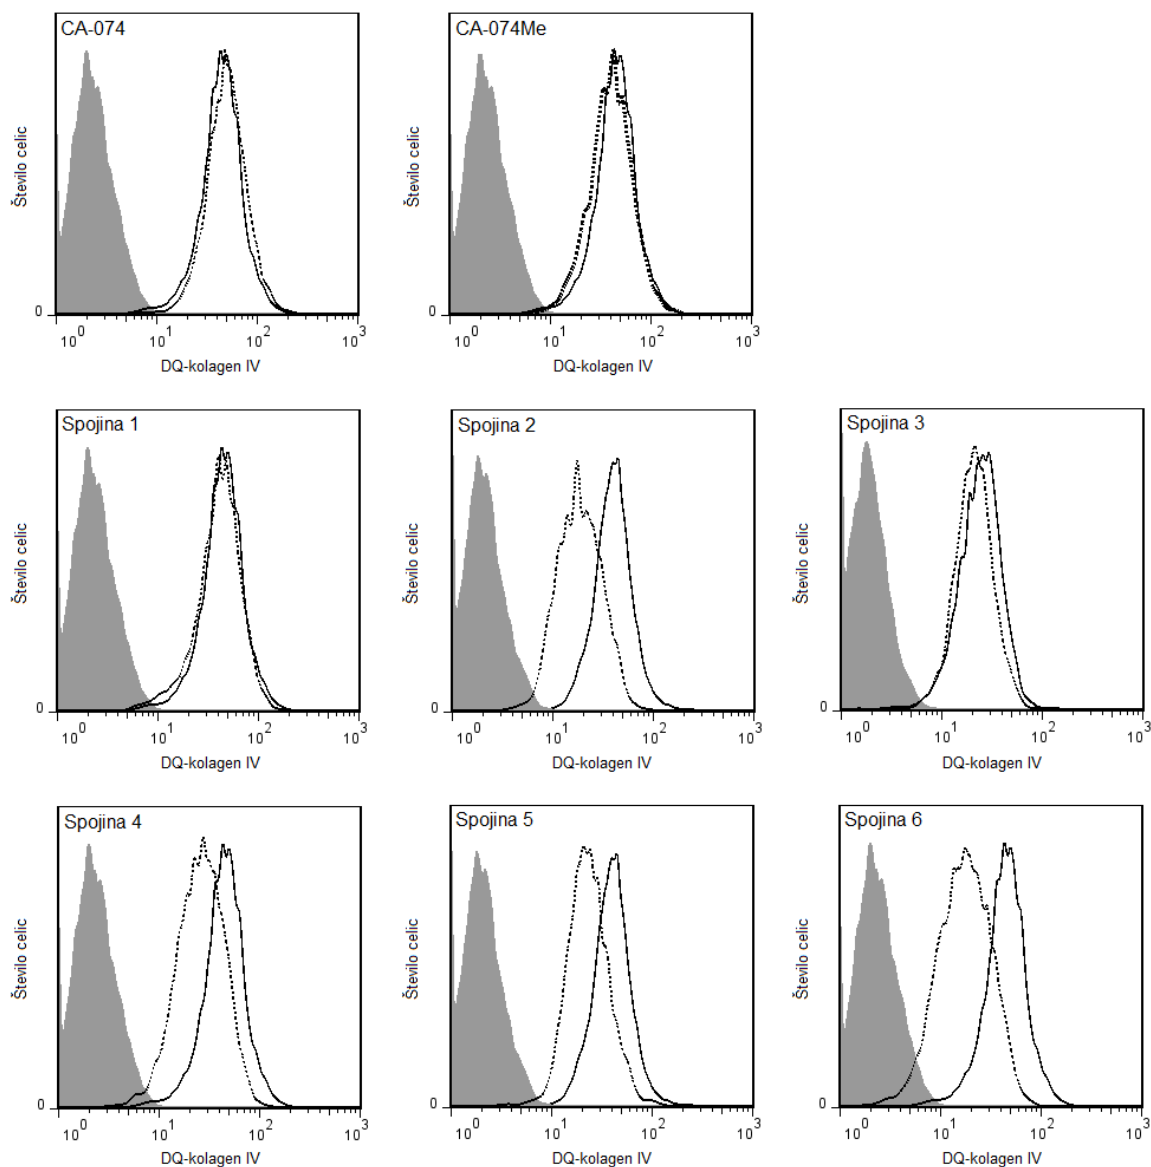 CA-074
Število celic
0
10^0 10^1 10^2 10^3
DQ-kolagen IV
CA-074Me
Število celic
0
10^0 10^1 10^2 10^3
DQ-kolagen IV
Spojina 1
Število celic
0
10^0 10^1 10^2 10^3
DQ-kolagen IV
Spojina 2
Število celic
0
10^0 10^1 10^2 10^3
DQ-kolagen IV
Spojina 3
Število celic
0
10^0 10^1 10^2 10^3
DQ-kolagen IV
Spojina 4
Število celic
0
10^0 10^1 10^2 10^3
DQ-kolagen IV
Spojina 5
Število celic
0
10^0 10^1 10^2 10^3
DQ-kolagen IV
Spojina 6
Število celic
0
10^0 10^1 10^2 10^3
DQ-kolagen IV